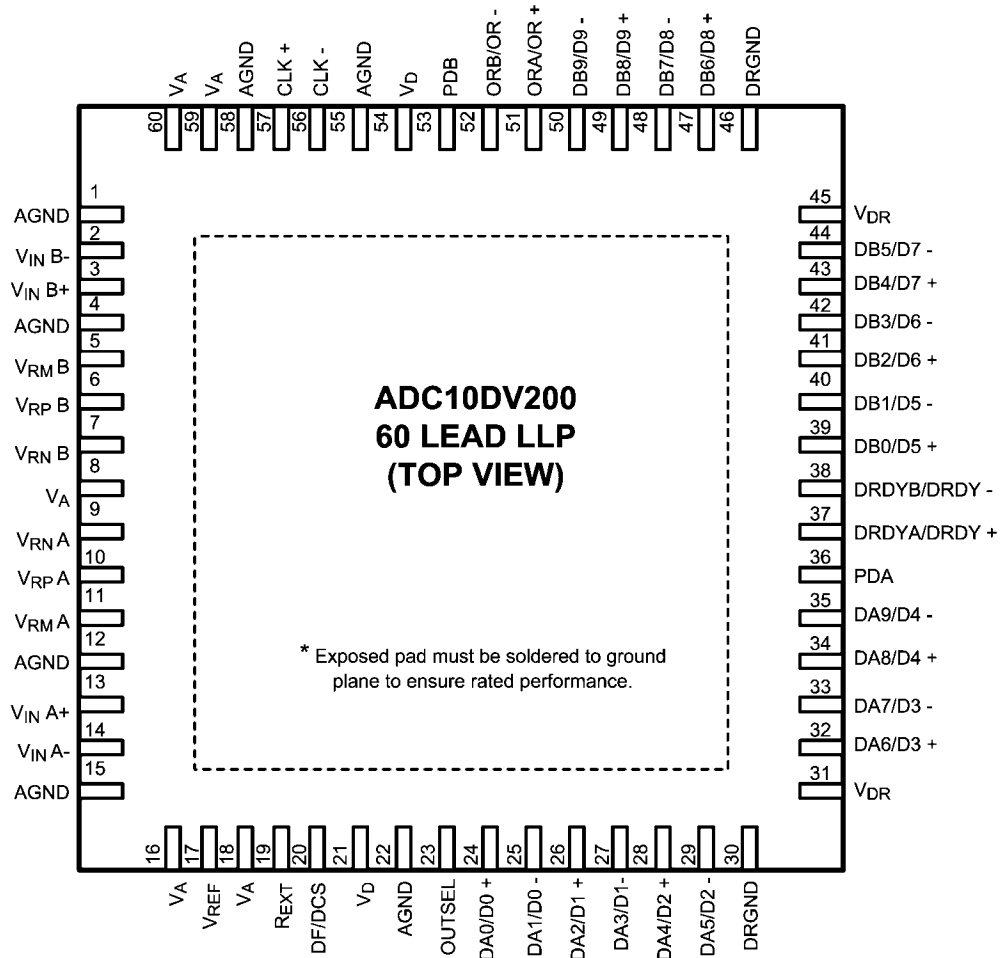 VA
VA
AGND
CLK +
CLK -
AGND
VD
PDB
ORB/OR -
ORA/OR +
DB9/D9 -
DB8/D9 +
DB7/D8 -
DB6/D8 +
DRGND
60
59
58
57
56
55
54
53
52
51
50
49
48
47
46
1
AGND
2
VIN B-
3
VIN B+
4
AGND
5
VRM B
6
VRP B
7
VRN B
8
VA
9
VRN A
10
VRP A
11
VRM A
12
AGND
13
VIN A+
14
VIN A-
15
AGND
ADC10DV200
60 LEAD LLP
(TOP VIEW)
* Exposed pad must be soldered to ground
plane to ensure rated performance.
45
VDR
44
DB5/D7 -
43
DB4/D7 +
42
DB3/D6 -
41
DB2/D6 +
40
DB1/D5 -
39
DB0/D5 +
38
DRDYB/DRDY -
37
DRDYA/DRDY +
36
PDA
35
DA9/D4 -
34
DA8/D4 +
33
DA7/D3 -
32
DA6/D3 +
31
VDR
16
17
18
19
20
21
22
23
24
25
26
27
28
29
30
VA
VREF
VA
REXT
DF/DCS
VD
AGND
OUTSEL
DA0/D0 +
DA1/D0 -
DA2/D1 +
DA3/D1-
DA4/D2 +
DA5/D2 -
DRGND